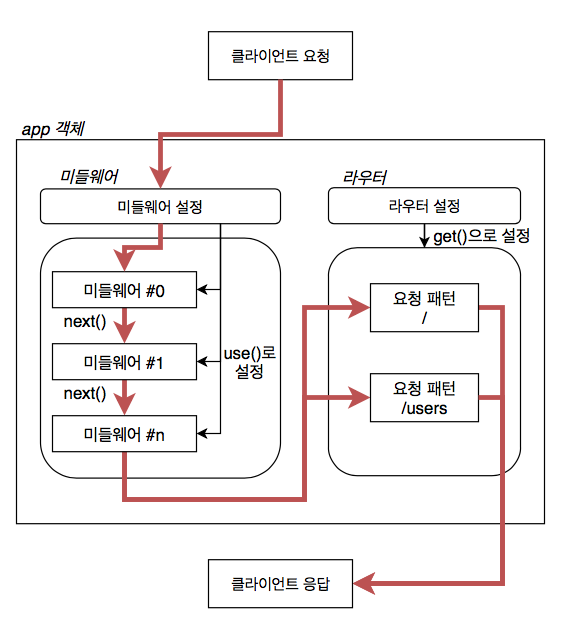 클라이언트 요청
app 객체
미들웨어
미들웨어 설정
미들웨어 #0
next()
미들웨어 #1
next()
미들웨어 #n
use()로
설정
라우터
라우터 설정
get()으로 설정
요청 패턴
/
요청 패턴
/users
클라이언트 응답